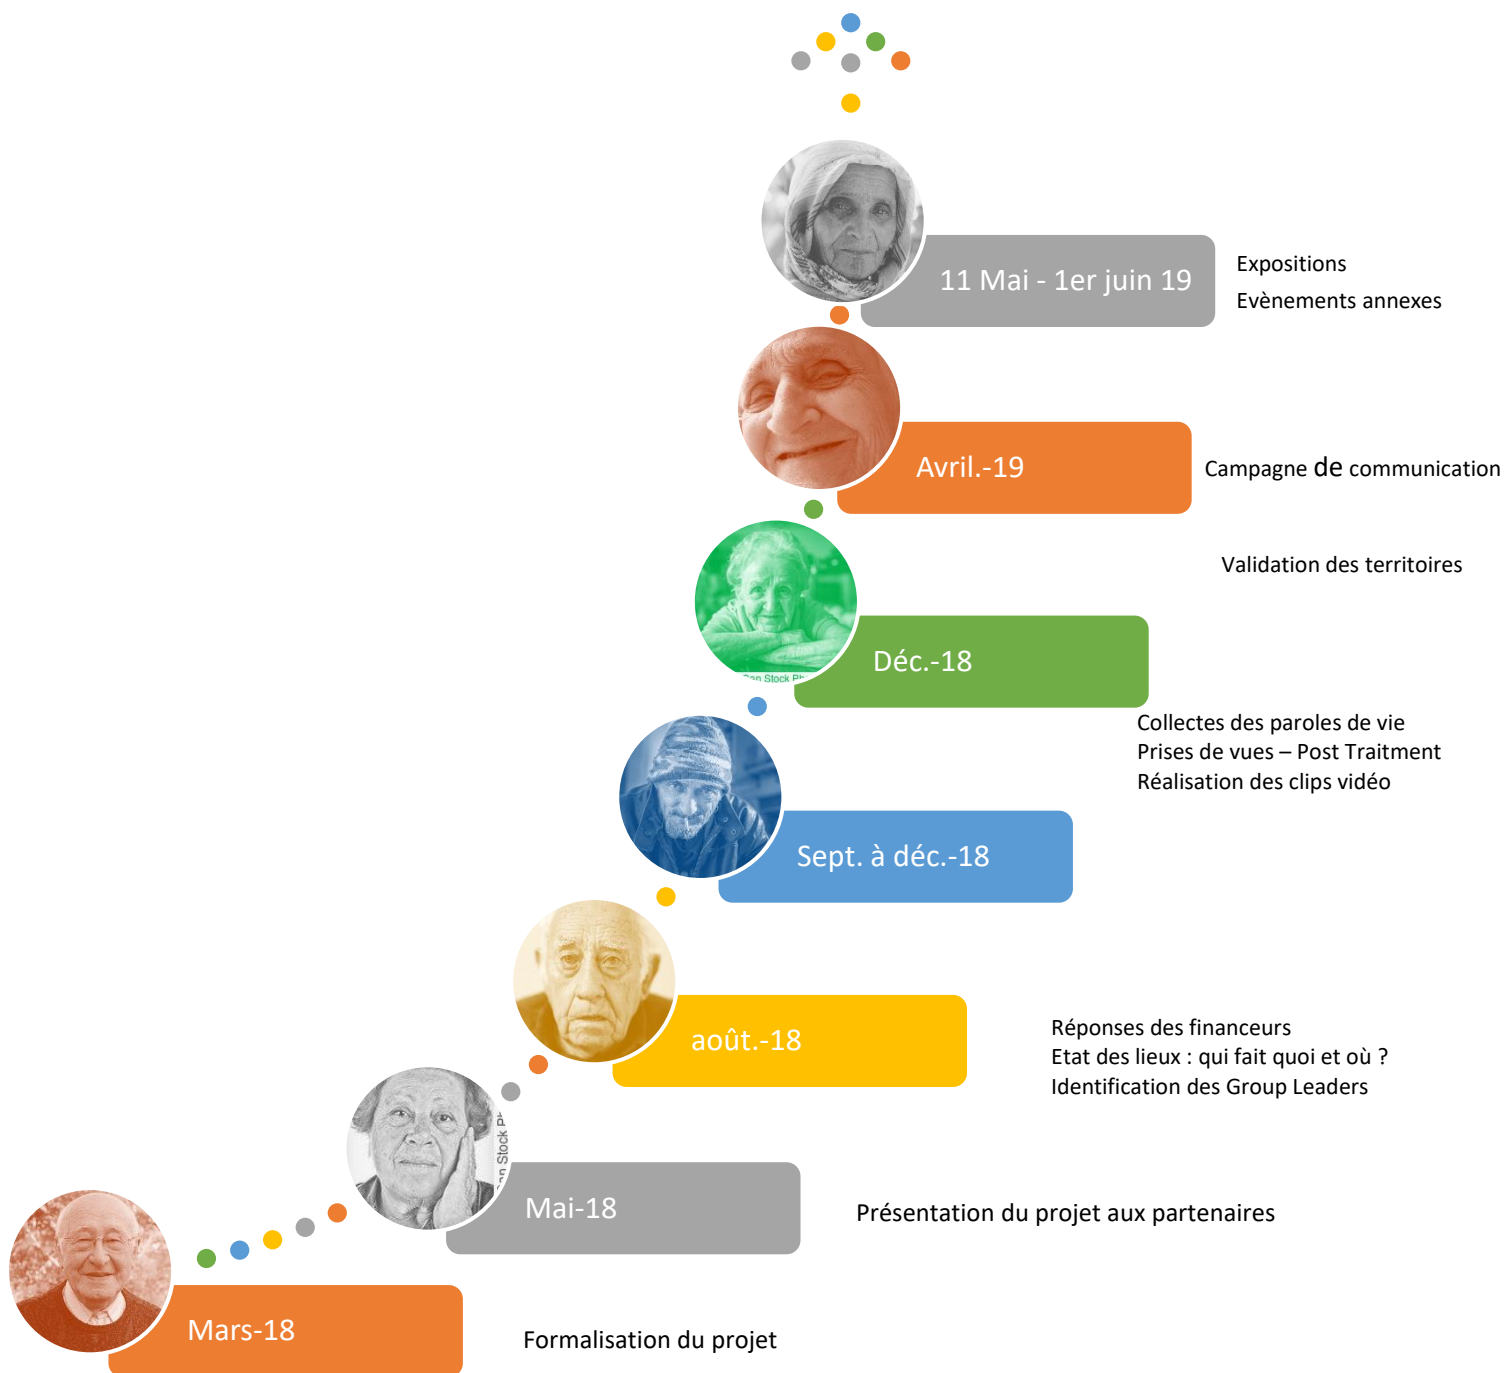 11 Mai - 1er juin 19
Expositions
Evènements annexes
Avril.-19
Campagne de communication
Validation des territoires
Déc.-18
Collectes des paroles de vie
Prises de vues – Post Traitment
Réalisation des clips vidéo
Sept. à déc.-18
août.-18
Réponses des financeurs
Etat des lieux : qui fait quoi et où ?
Identification des Group Leaders
Mai-18
Présentation du projet aux partenaires
Mars-18
Formalisation du projet